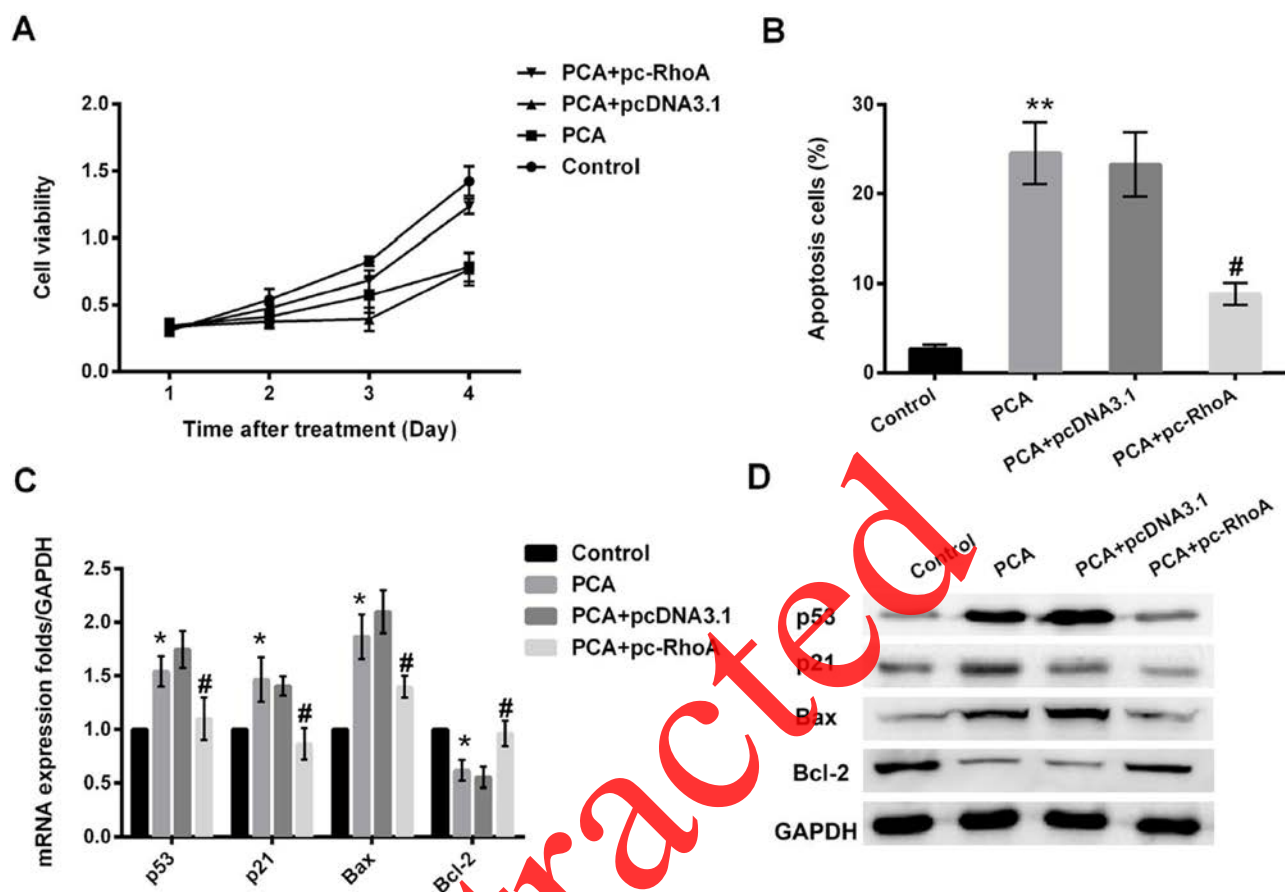 A
PCA+pc-RhoA
PCA+pcDNA3.1
PCA
Control
2.0
1.5
1.0
0.5
0.0
Cell viability
1 2 3 4
Time after treatment (Day)
B
30
20
10
0
Apoptosis cells (%)
**
#
Control
PCA
PCA+pcDNA3.1
PCA+pc-RhoA
C
Control
PCA
PCA+pcDNA3.1
PCA+pc-RhoA
2.5
2.0
1.5
1.0
0.5
0.0
mRNA expression folds/GAPDH
* # * # * # * #
p53 p21 Bax Bcl-2
D
Control PCA PCA+pcDNA3.1 PCA+pc-RhoA
p53
p21
Bax
Bcl-2
GAPDH